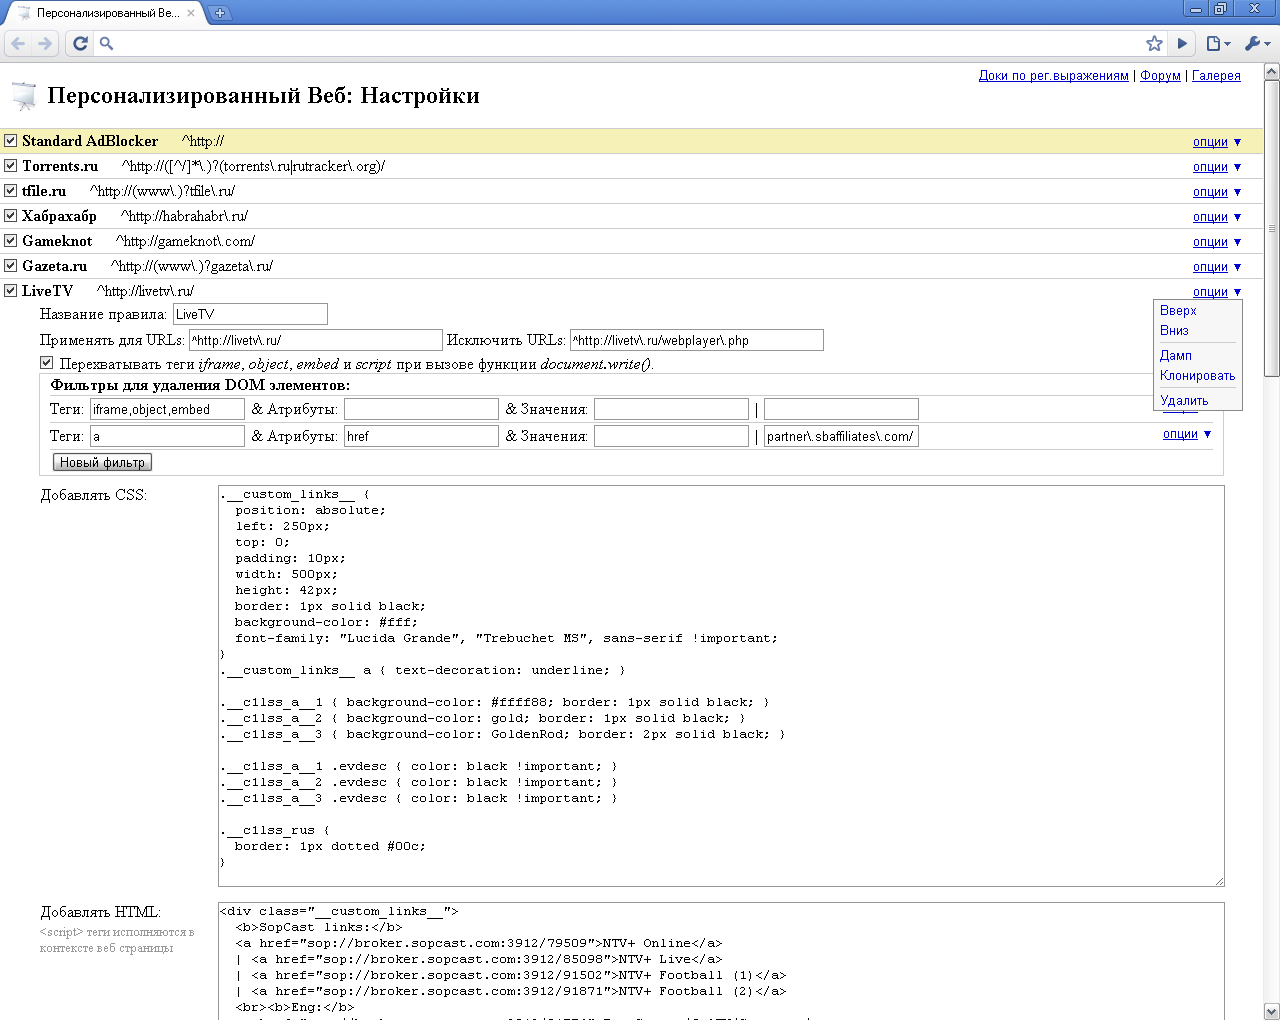 Персонализированный Ве...
Доки по рег.выражениям | Форум | Галерея
Персонализированный Веб: Настройки
Standard AdBlocker ^http:// опции ▼
Torrents.ru ^http://([^/]*\.)?(torrents\.ru|rutracker\.org)/ опции ▼
tfile.ru ^http://(www\.)?tfile\.ru/ опции ▼
Хабрахабр ^http://habrahabr\.ru/ опции ▼
Gameknot ^http://gameknot\.com/ опции ▼
Gazeta.ru ^http://(www\.)?gazeta\.ru/ опции ▼
LiveTV ^http://livetv\.ru/ опции ▼
Вверх
Вниз
Дамп
Клонировать
Удалить
Название правила: LiveTV
Применять для URLs: ^http://livetv\.ru/ Исключить URLs: ^http://livetv\.ru/webplayer\.php
Перехватывать теги iframe, object, embed и script при вызове функции document.write().
Фильтры для удаления DOM элементов:
Теги: iframe,object,embed & Атрибуты: & Значения: |
Теги: a & Атрибуты: href & Значения: | partner\.sbaffiliates\.com/ опции ▼
Новый фильтр
Добавлять CSS:
.__custom_links__ {
position: absolute;
left: 250px;
top: 0;
padding: 10px;
width: 500px;
height: 42px;
border: 1px solid black;
background-color: #fff;
font-family: "Lucida Grande", "Trebuchet MS", sans-serif !important;
}
.__custom_links__ a { text-decoration: underline; }
.__c1lss_a__1 { background-color: #ffff88; border: 1px solid black; }
.__c1lss_a__2 { background-color: gold; border: 1px solid black; }
.__c1lss_a__3 { background-color: GoldenRod; border: 2px solid black; }
.__c1lss_a__1 .evdesc { color: black !important; }
.__c1lss_a__2 .evdesc { color: black !important; }
.__c1lss_a__3 .evdesc { color: black !important; }
.__c1lss_rus {
border: 1px dotted #00c;
}
Добавлять HTML:
<script> теги исполняются в
контексте веб страницы
<div class="__custom_links__">
<b>SopCast links:</b>
<a href="sop://broker.sopcast.com:3912/79509">NTV+ Online</a>
| <a href="sop://broker.sopcast.com:3912/85098">NTV+ Live</a>
| <a href="sop://broker.sopcast.com:3912/91502">NTV+ Football (1)</a>
| <a href="sop://broker.sopcast.com:3912/91871">NTV+ Football (2)</a>
<br><b>Eng:</b>